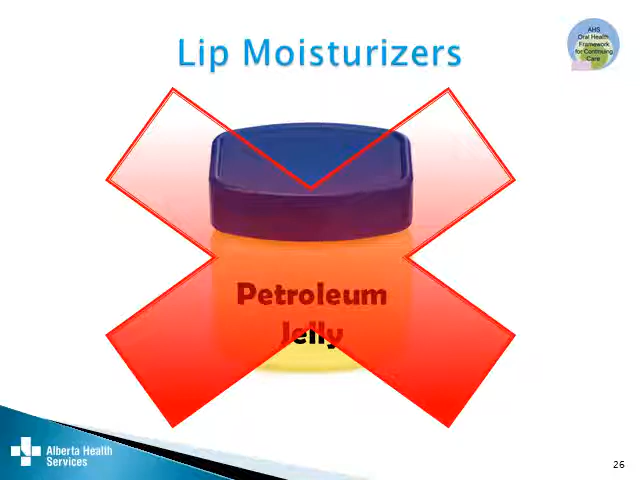 Lip Moisturizers
AHS
Oral Health
Framework
for Continuing
Care
Petroleum
Jelly
Alberta Health
Services
26